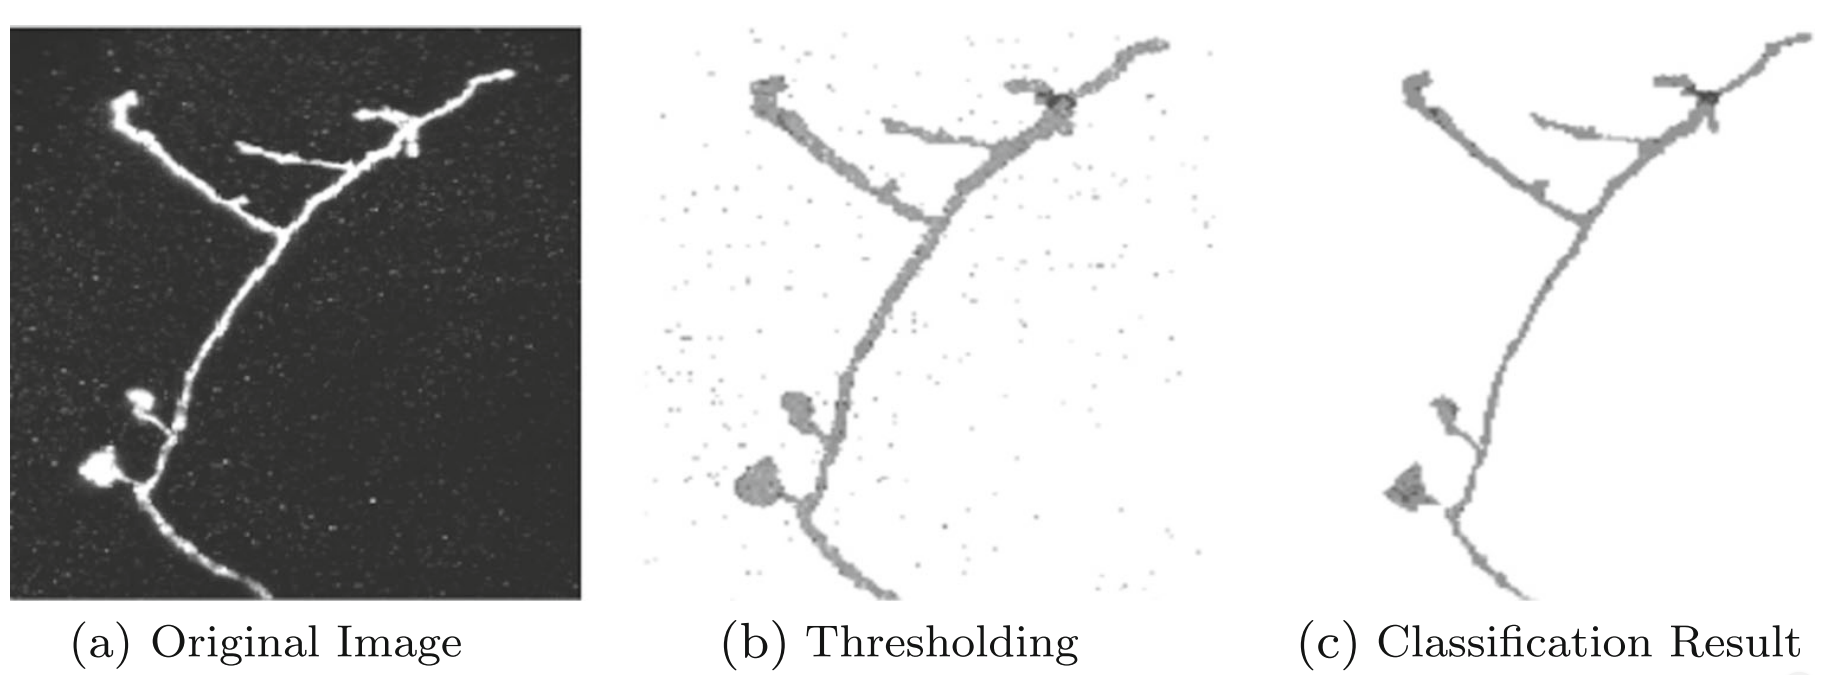 (a) Original Image
(b) Thresholding
(c) Classification Result